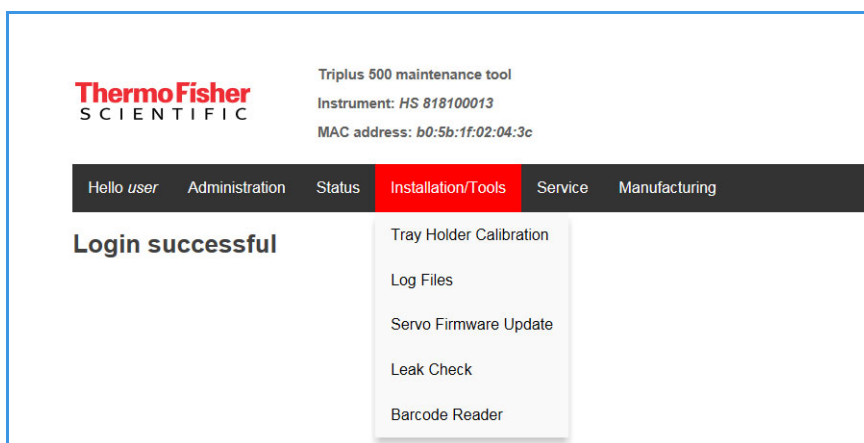 ThermoFisher
SCIENTIFIC
Triplus 500 maintenance tool
Instrument: HS 818100013
MAC address: b0:5b:1f:02:04:3c
Hello user Administration Status Installation/Tools Service Manufacturing
Login successful
Tray Holder Calibration
Log Files
Servo Firmware Update
Leak Check
Barcode Reader